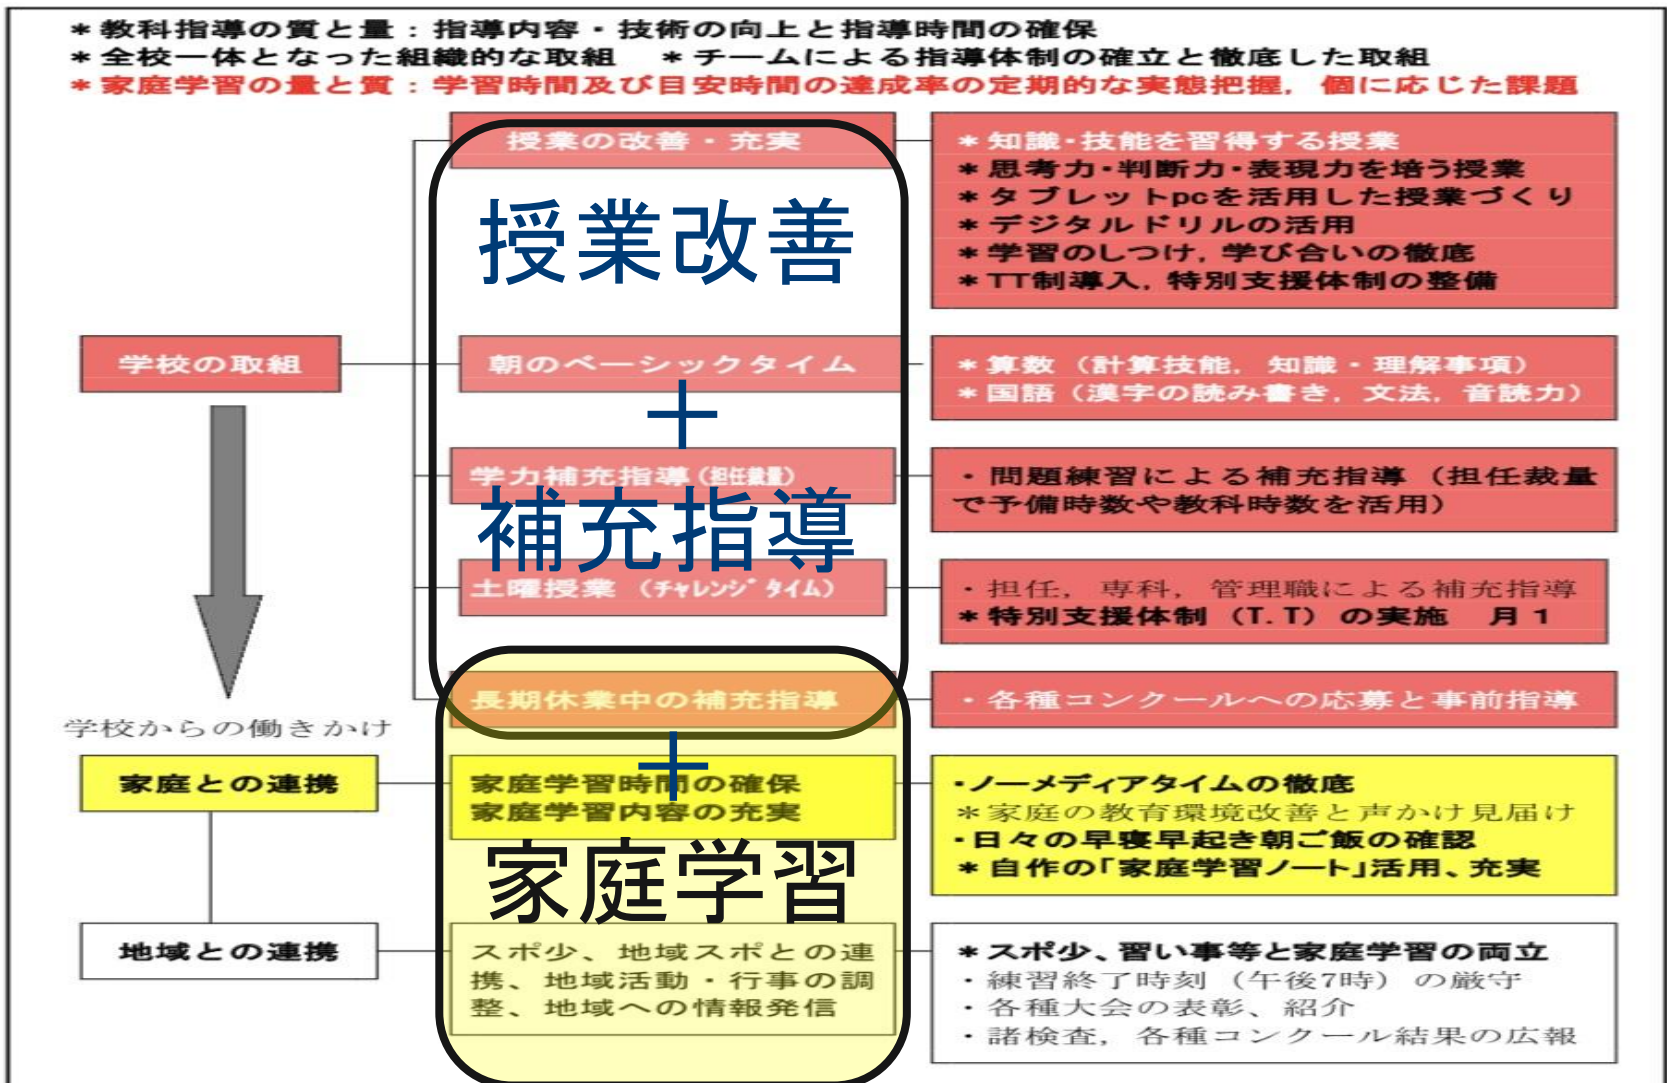 ＊教科指導の質と量：指導内容・技術の向上と指導時間の確保
＊全校一体となった組織的な取組　＊チームによる指導体制の確立と徹底した取組
＊家庭学習の量と質：学習時間及び目安時間の達成率の定期的な実態把握，個に応じた課題
授業の改善・充実
＊知識・技能を習得する授業
＊思考力・判断力・表現力を培う授業
＊タブレットpcを活用した授業づくり
＊デジタルドリルの活用
＊学習のしつけ，学び合いの徹底
＊TT制導入，特別支援体制の整備
授業改善
学校の取組
朝のベーシックタイム
＊算数（計算技能，知識・理解事項）
＊国語（漢字の読み書き，文法，音読力）
＋
学力補充指導（担任裁量）
・問題練習による補充指導（担任裁量
で予備時数や教科時数を活用）
補充指導
土曜授業（チャレンジタイム）
・担任，専科，管理職による補充指導
＊特別支援体制（T.T）の実施　月1
長期休業中の補充指導
・各種コンクールへの応募と事前指導
学校からの働きかけ
＋
家庭との連携
家庭学習時間の確保
家庭学習内容の充実
・ノーメディアタイムの徹底
＊家庭の教育環境改善と声かけ見届け
・日々の早寝早起き朝ご飯の確認
＊自作の「家庭学習ノート」活用、充実
家庭学習
地域との連携
スポ少、地域スポとの連
携、地域活動・行事の調
整、地域への情報発信
＊スポ少、習い事等と家庭学習の両立
・練習終了時刻（午後7時）の厳守
・各種大会の表彰、紹介
・諸検査，各種コンクール結果の広報